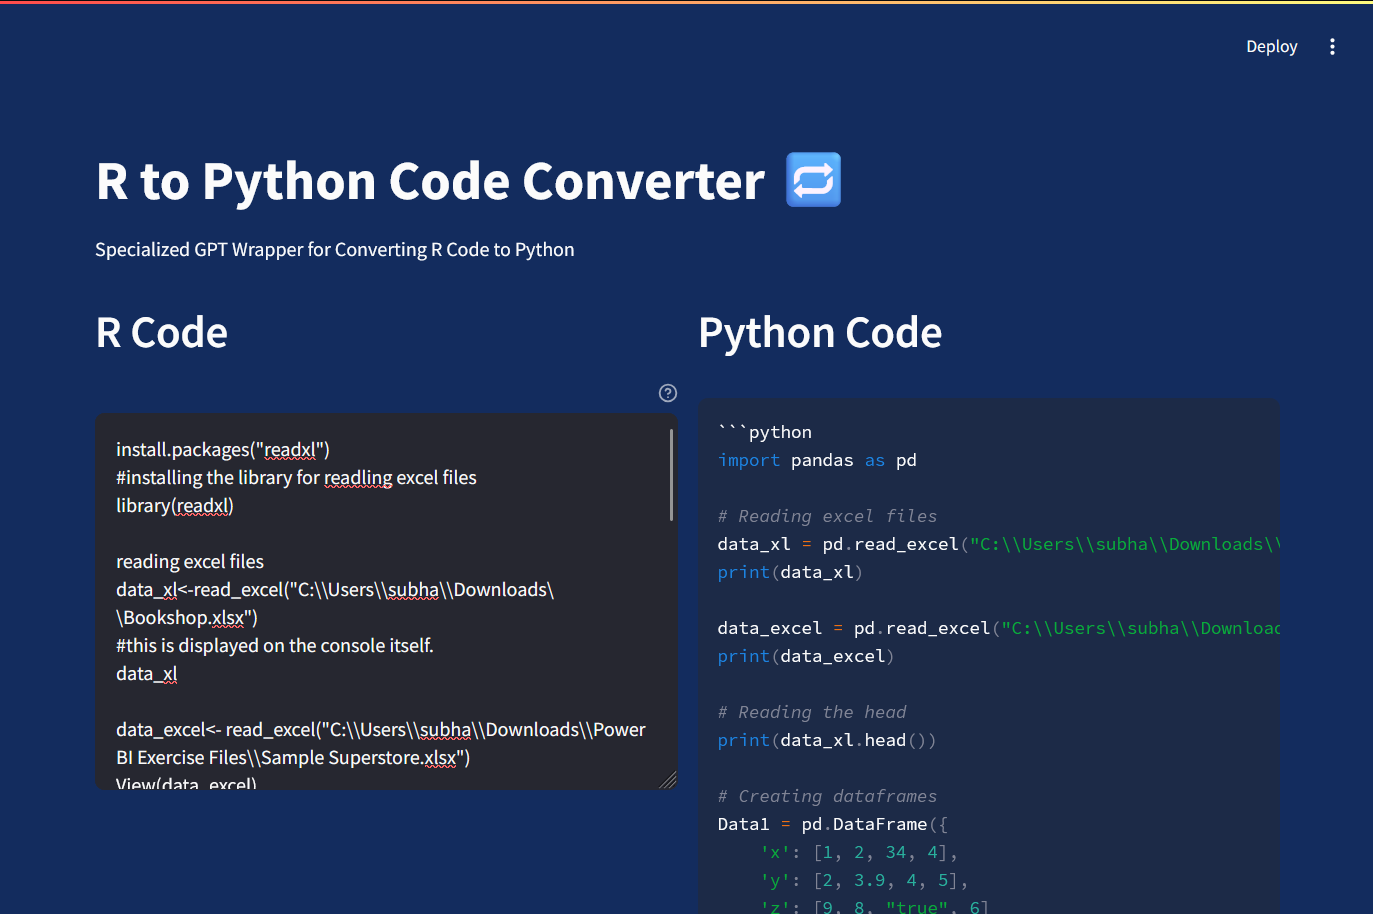 Deploy
R to Python Code Converter
Specialized GPT Wrapper for Converting R Code to Python
R Code
install.packages("readxl")
#installing the library for readling excel files
library(readxl)
reading excel files
data_xl<-read_excel("C:\\Users\\subha\\Downloads\
\Bookshop.xlsx")
#this is displayed on the console itself.
data_xl
data_excel<- read_excel("C:\\Users\\subha\\Downloads\\Power
BI Exercise Files\\Sample Superstore.xlsx")
View(data_excel)
Python Code
```python
import pandas as pd
# Reading excel files
data_xl = pd.read_excel("C:\\Users\\subha\\Downloads\\
print(data_xl)
data_excel = pd.read_excel("C:\\Users\\subha\\Download
print(data_excel)
# Reading the head
print(data_xl.head())
# Creating dataframes
Data1 = pd.DataFrame({
'x': [1, 2, 34, 4],
'y': [2, 3.9, 4, 5],
'z': [9, 8, "true", 6]